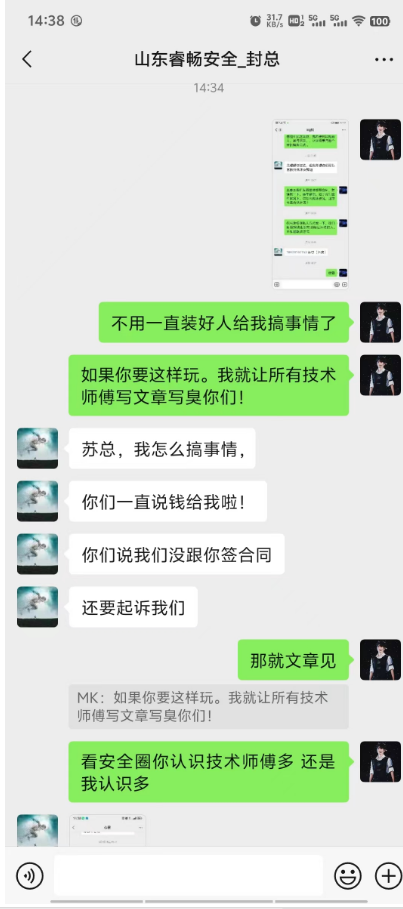 14:38
31.7
KB/s
HD
2
5G
5G
100
山东睿畅安全_封总
14:34
不用一直装好人给我搞事情了
如果你要这样玩。我就让所有技术
师傅写文章写臭你们！
苏总，我怎么搞事情，
你们一直说钱给我啦！
你们说我们没跟你签合同
还要起诉我们
那就文章见
MK：如果你要这样玩。我就让所有技术
师傅写文章写臭你们！
看安全圈你认识技术师傅多 还是
我认识多